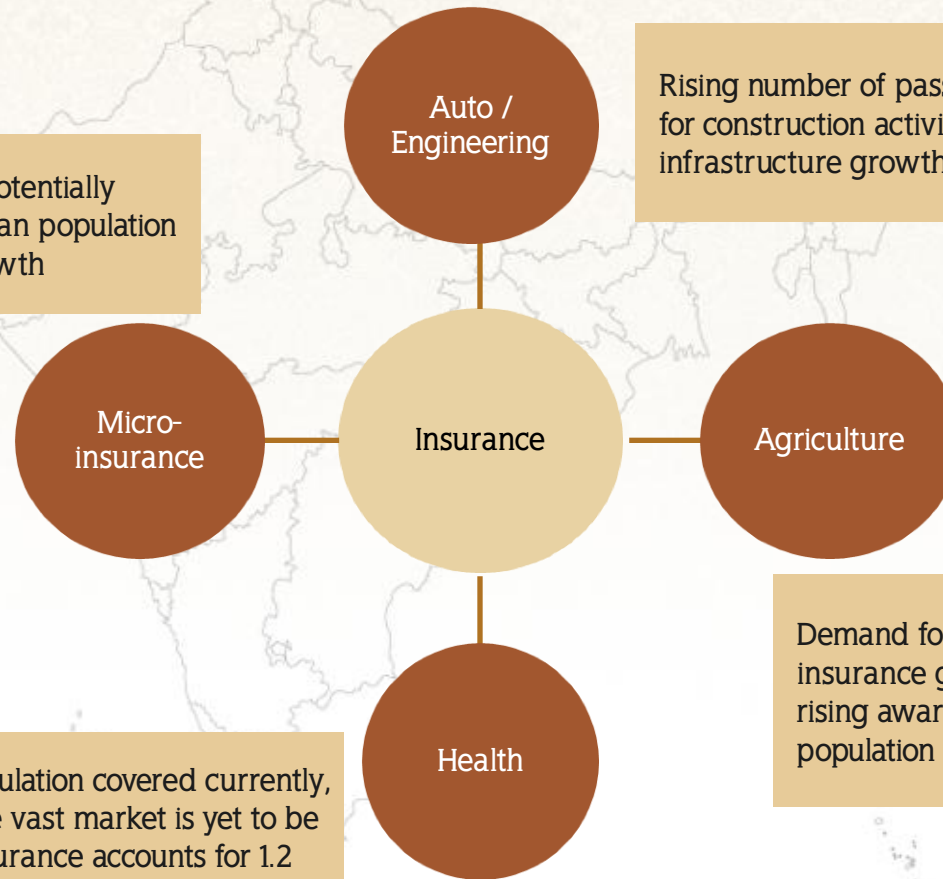 Auto /
Engineering
Rising number of pass
for construction activi
infrastructure growth
otentially
an population
wth
Micro-
insurance
Insurance
Agriculture
Demand fo
insurance g
rising awar
population
Health
ulation covered currently,
e vast market is yet to be
urance accounts for 1.2